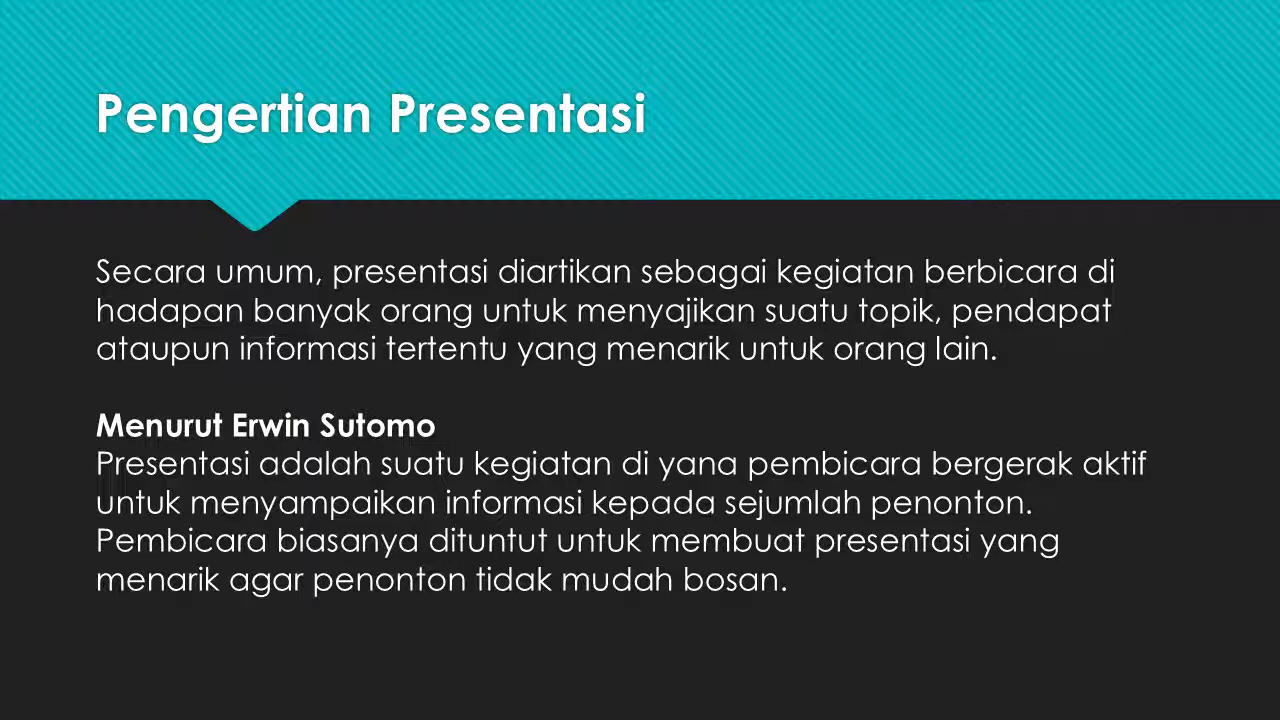 Pengertian Presentasi
Secara umum, presentasi diartikan sebagai kegiatan berbicara di
hadapan banyak orang untuk menyajikan suatu topik, pendapat
ataupun informasi tertentu yang menarik untuk orang lain.
Menurut Erwin Sutomo
Presentasi adalah suatu kegiatan di yana pembicara bergerak aktif
untuk menyampaikan informasi kepada sejumlah penonton.
Pembicara biasanya dituntut untuk membuat presentasi yang
menarik agar penonton tidak mudah bosan.